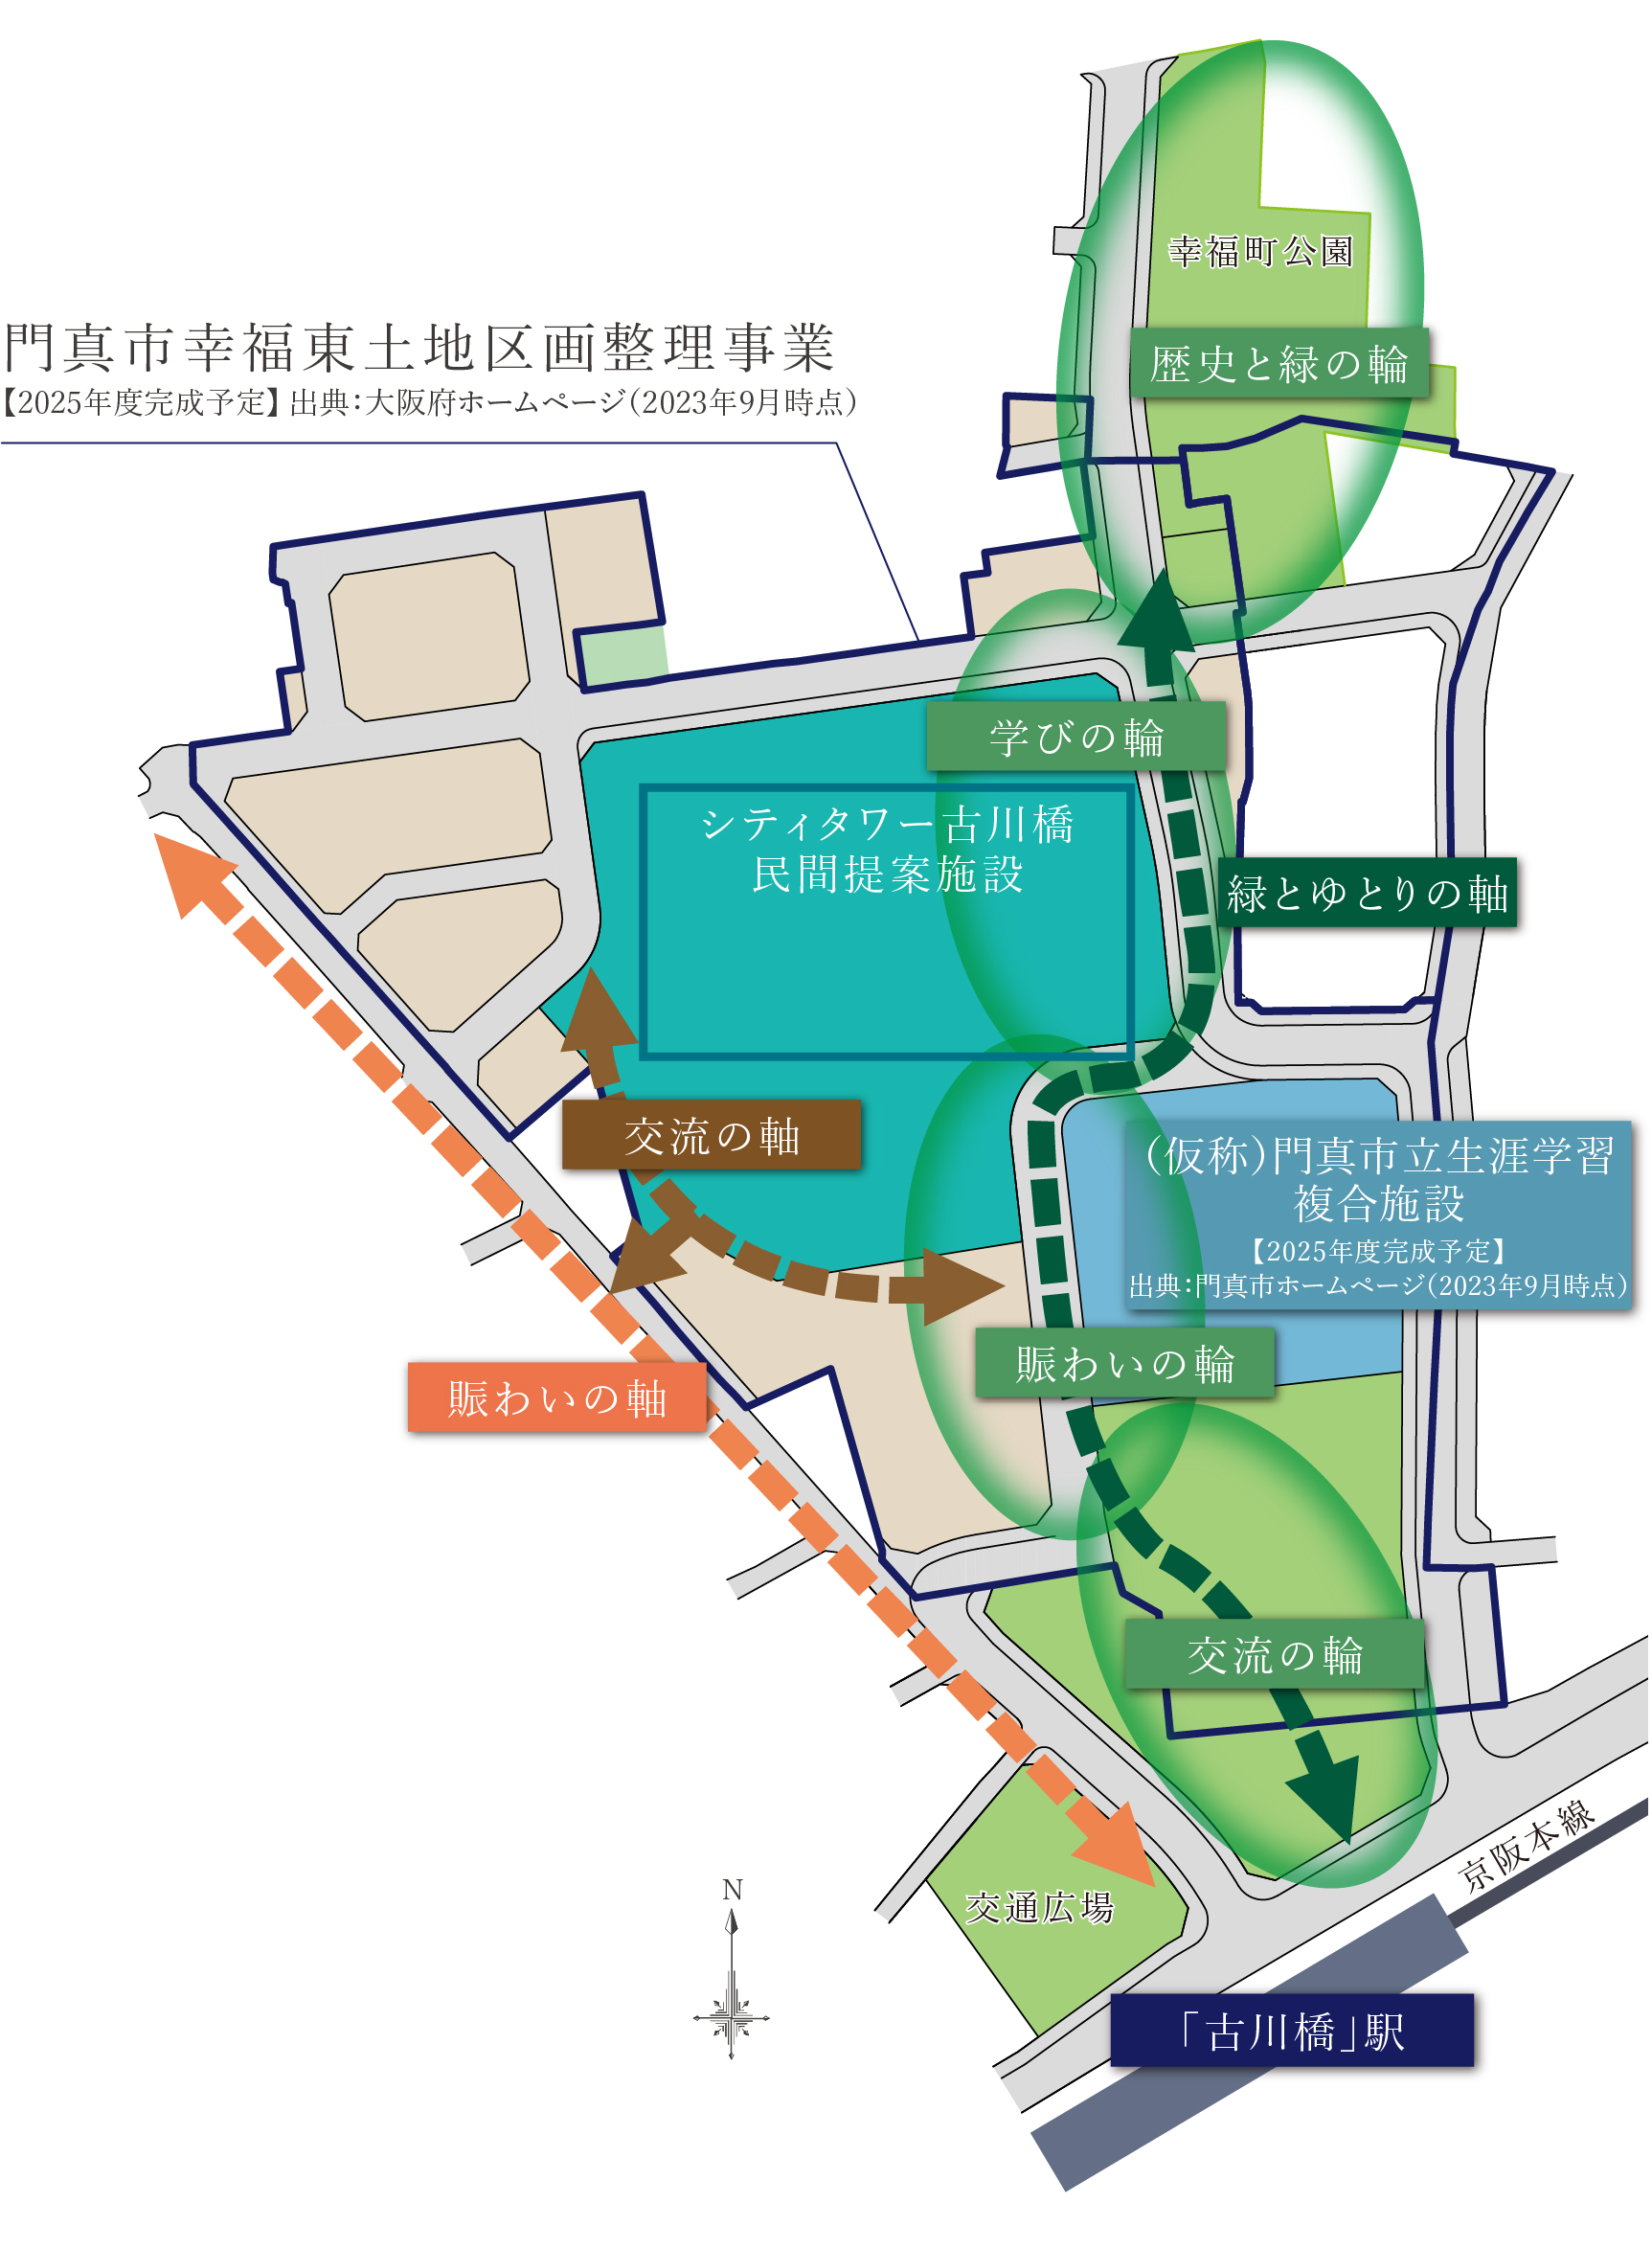 幸福町公園
門真市幸福東土地区画整理事業
【2025年度完成予定】出典：大阪府ホームページ（2023年9月時点）
歴史と緑の輪
学びの輪
シティタワー古川橋
民間提案施設
緑とゆとりの軸
交流の軸
（仮称）門真市立生涯学習
複合施設
【2025年度完成予定】
出典：門真市ホームページ（2023年9月時点）
賑わいの輪
賑わいの軸
交流の輪
京阪本線
N
交通広場
「古川橋」駅